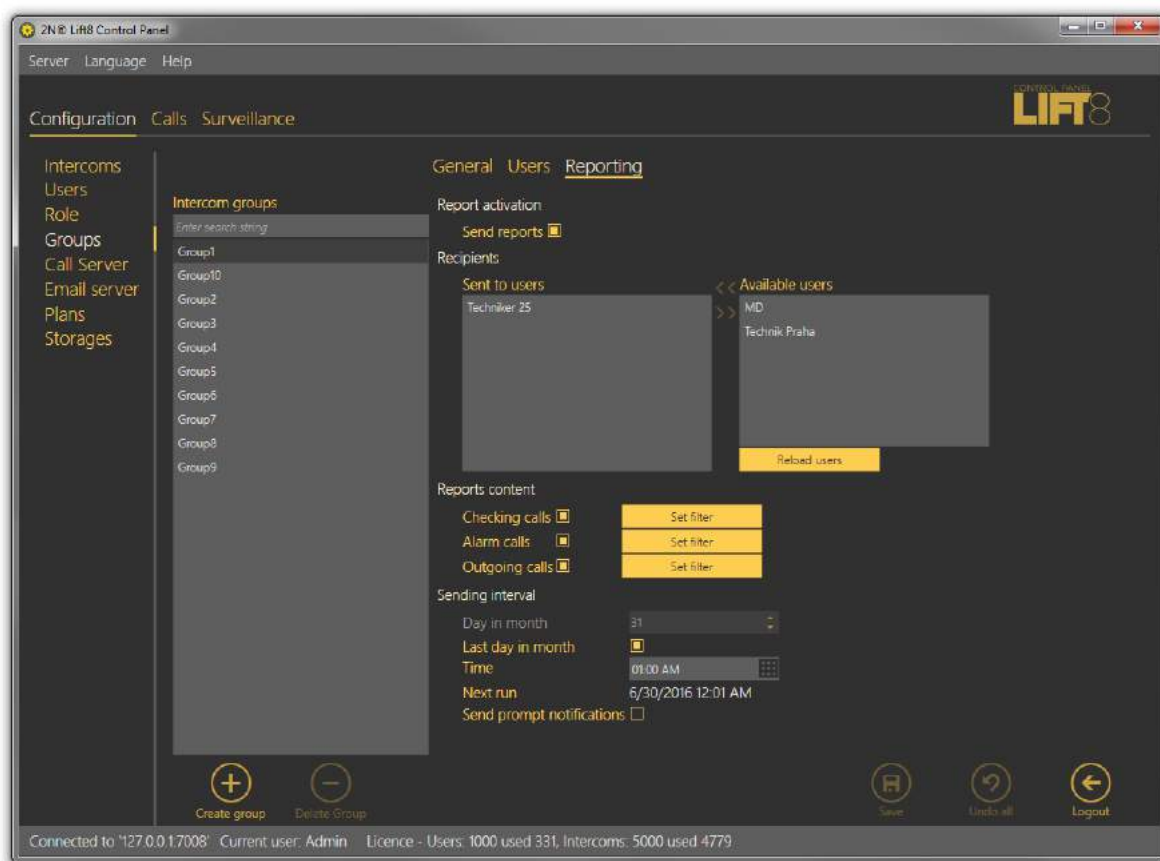 2N® Lift8 Control Panel
Server Language Help
CONTROL PANEL
LIFT8
Configuration Calls Surveillance
Intercoms
Users
Role
Groups
Call Server
Email server
Plans
Storages
Intercom groups
Enter search string
Group1
Group10
Group2
Group3
Group4
Group5
Group6
Group7
Group8
Group9
General Users Reporting
Report activation
Send reports
Recipients
Sent to users
<< Available users
>>
Techniker 25
MD
Technik Praha
Reload users
Reports content
Checking calls Set filter
Alarm calls Set filter
Outgoing calls Set filter
Sending interval
Day in month 31
Last day in month
Time 01:00 AM
Next run 6/30/2016 12:01 AM
Send prompt notifications
Create group Delete Group Save Undo all Logout
Connected to '127.0.0.1:7008' Current user: Admin Licence - Users: 1000 used 331, Intercoms: 5000 used 4779